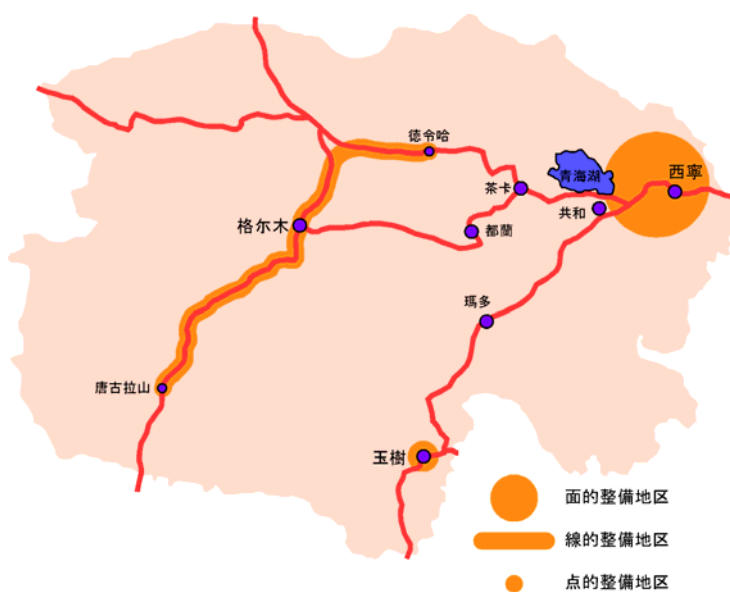 徳令哈
青海湖
西寧
茶卡
共和
格尔木
都蘭
瑪多
唐古拉山
玉樹
面的整備地区
線的整備地区
点的整備地区